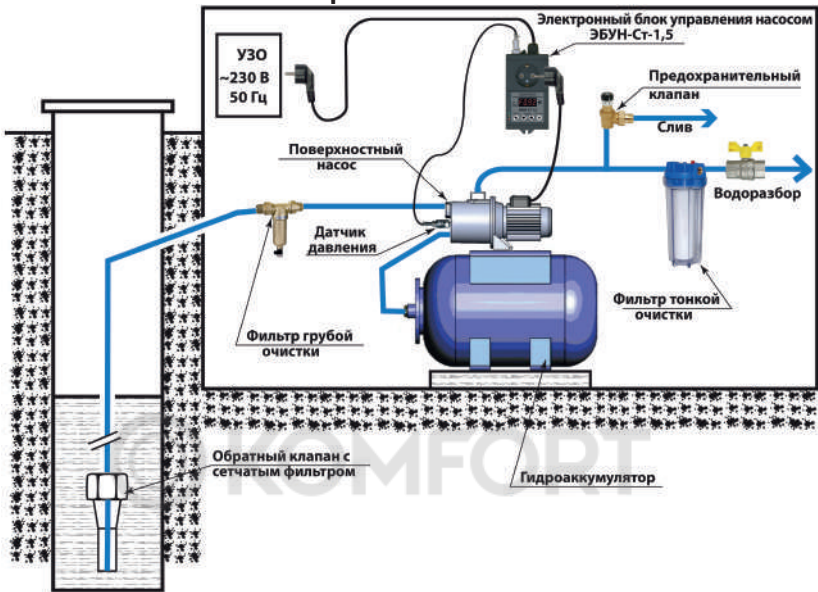 Электронный блок управления насосом
ЭБУН-Ст-1,5
УЗО
~230 В
50 Гц
Предохранительный
клапан
Слив
Поверхностный
насос
Водоразбор
Датчик
давления
Фильтр тонкой
очистки
Фильтр грубой
очистки
Обратный клапан с
сетчатым фильтром
KOMFORT
Гидроаккумулятор